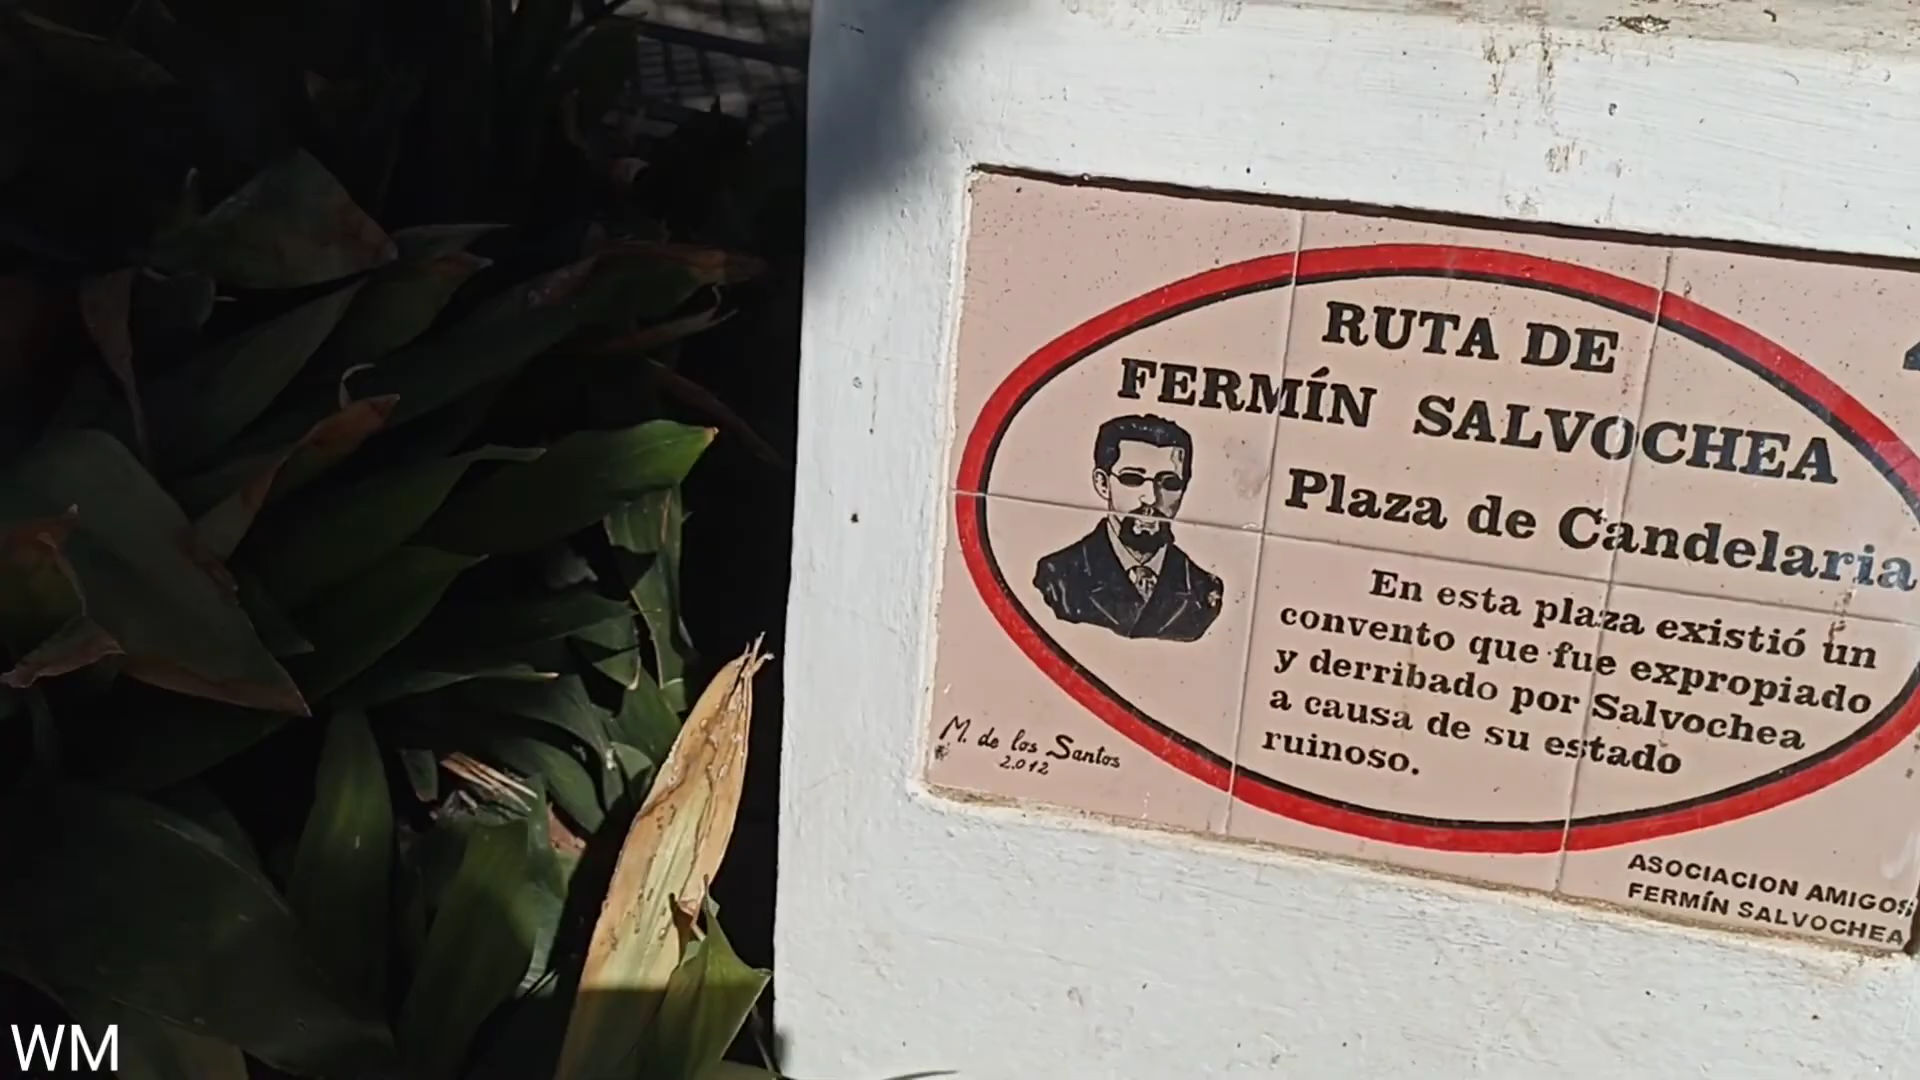 RUTA DE
FERMÍN SALVOCHEA
Plaza de Candelaria
En esta plaza existió un
convento que fue expropiado
y derribado por Salvochea
a causa de su estado
ruinoso.
M. de los Santos
2.012
ASOCIACION AMIGOS
FERMÍN SALVOCHEA
WM